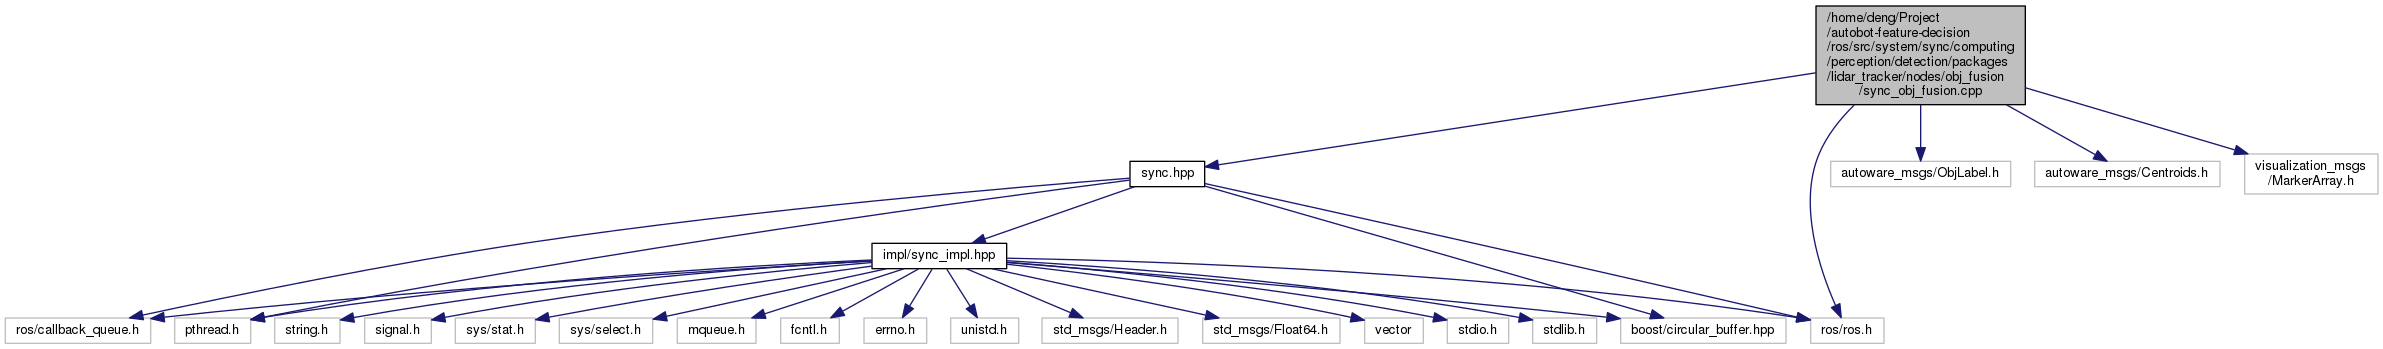 /home/deng/Project
/autobot-feature-decision
/ros/src/system/sync/computing
/perception/detection/packages
/lidar_tracker/nodes/obj_fusion
/sync_obj_fusion.cpp
sync.hpp
autoware_msgs/ObjLabel.h
autoware_msgs/Centroids.h
visualization_msgs
/MarkerArray.h
impl/sync_impl.hpp
ros/callback_queue.h
pthread.h
string.h
signal.h
sys/stat.h
sys/select.h
mqueue.h
fcntl.h
errno.h
unistd.h
std_msgs/Header.h
std_msgs/Float64.h
vector
stdio.h
stdlib.h
boost/circular_buffer.hpp
ros/ros.h